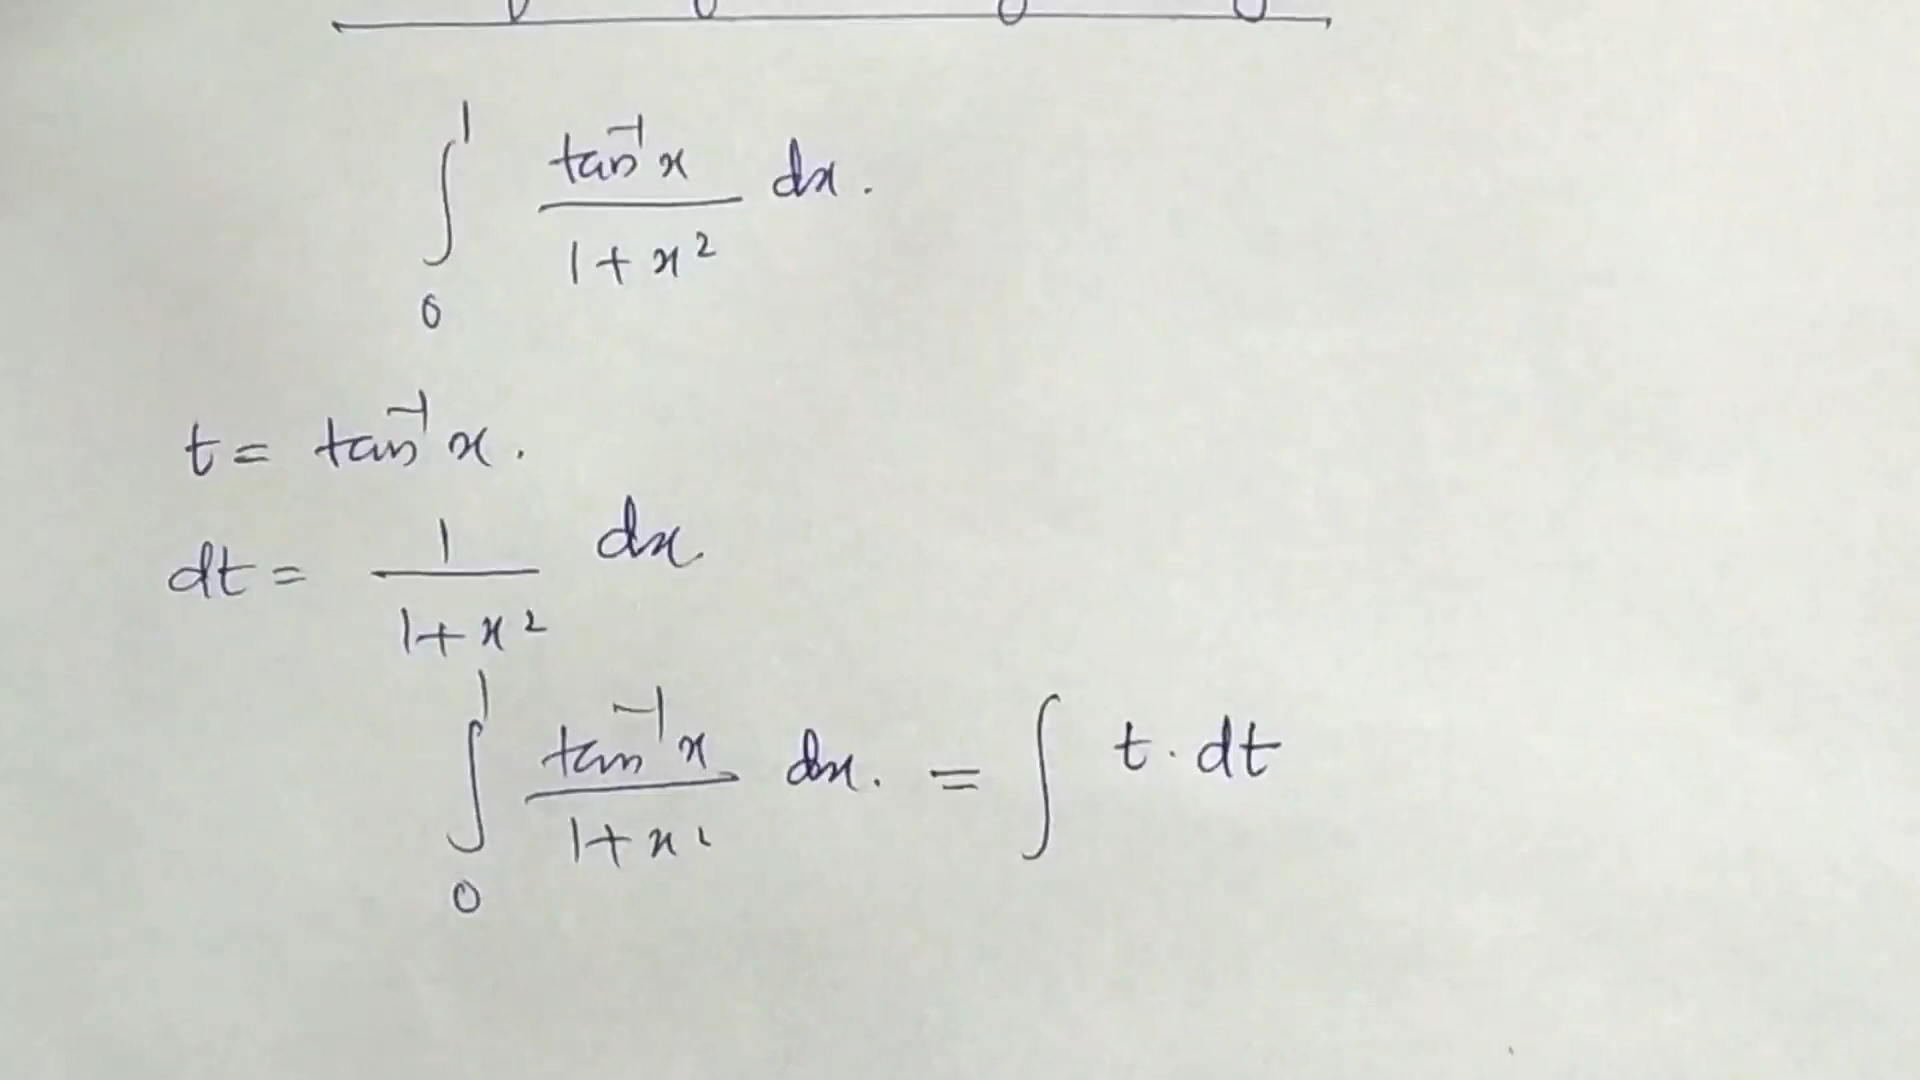 ∫₀¹ tan⁻¹x / 1+x² dx.
t = tan⁻¹x.
dt = 1 / 1+x² dx
∫₀¹ tan⁻¹x / 1+x² dx. = ∫ t. dt